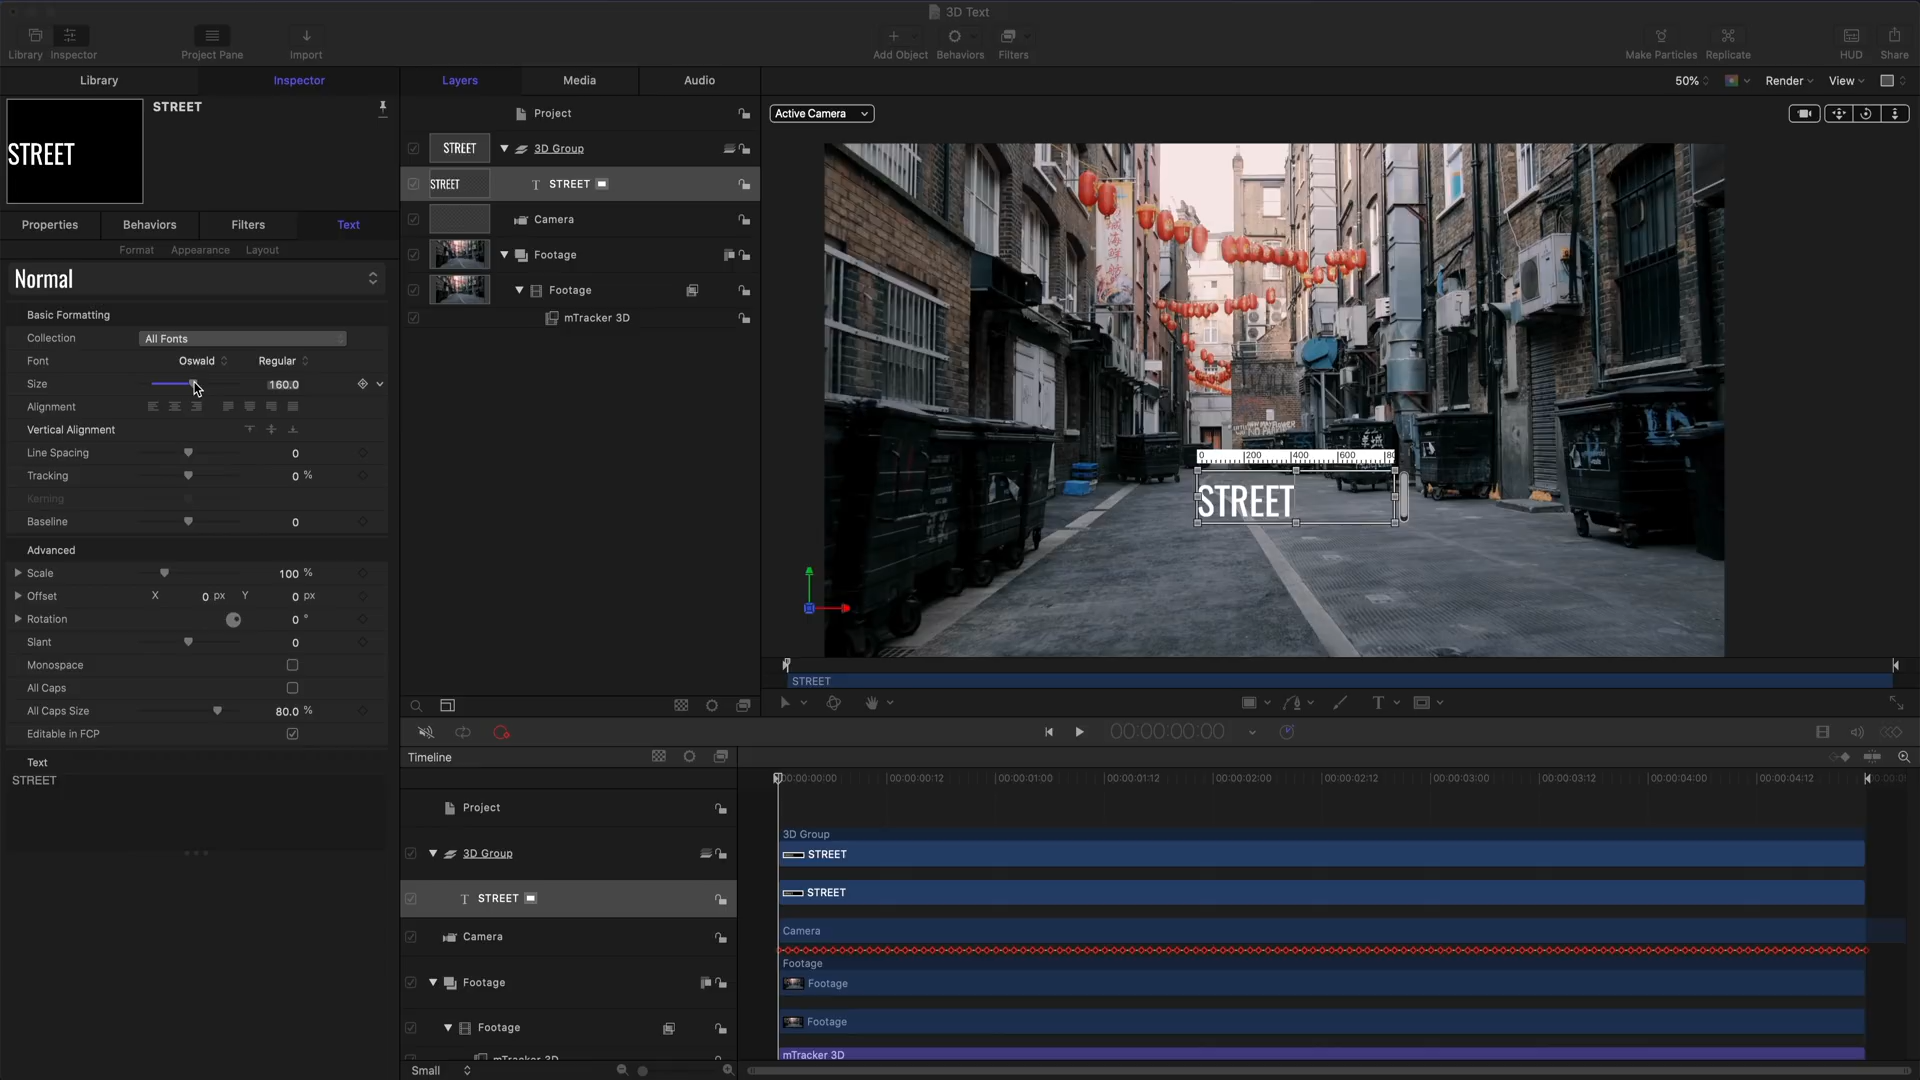 3D Text
Library
Inspector
Project Pane
Import
Add Object
Behaviors
Filters
Make Particles
Replicate
HUD
Share
Library
Inspector
Layers
Media
Audio
50%
Render
View
STREET
STREET
Project
Active Camera
STREET
3D Group
STREET
STREET
Camera
Properties
Behaviors
Filters
Text
Format
Appearance
Layout
Footage
Normal
Footage
Basic Formatting
mTracker 3D
Collection
All Fonts
Font
Oswald
Regular
Size
160.0
Alignment
Vertical Alignment
Line Spacing
0
Tracking
0 %
Kerning
Baseline
0
0 200 400 600 80
STREET
Advanced
Scale
100 %
Offset
X 0 px Y 0 px
Rotation
0 °
Slant
0
Monospace
All Caps
All Caps Size
80.0 %
Editable in FCP
Text
STREET
STREET
00:00:00:00
Timeline
00:00:00:00
00:00:00:12
00:00:01:00
00:00:01:12
00:00:02:00
00:00:02:12
00:00:03:00
00:00:03:12
00:00:04:00
00:00:04:12
Project
3D Group
3D Group
STREET
STREET
STREET
Camera
Camera
Footage
Footage
Footage
Footage
Footage
mTracker 3D
mTracker 3D
Small